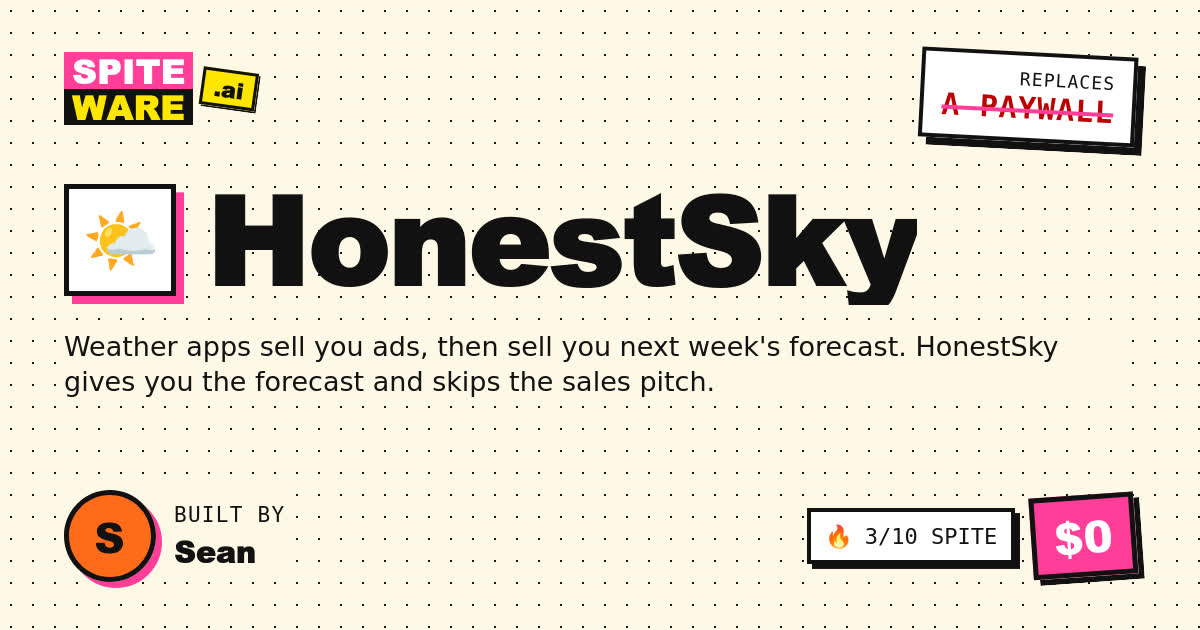 SPITE
WARE
.ai
REPLACES
A PAYWALL
HonestSky
Weather apps sell you ads, then sell you next week's forecast. HonestSky
gives you the forecast and skips the sales pitch.
S
BUILT BY
Sean
🔥 3/10 SPITE
$0